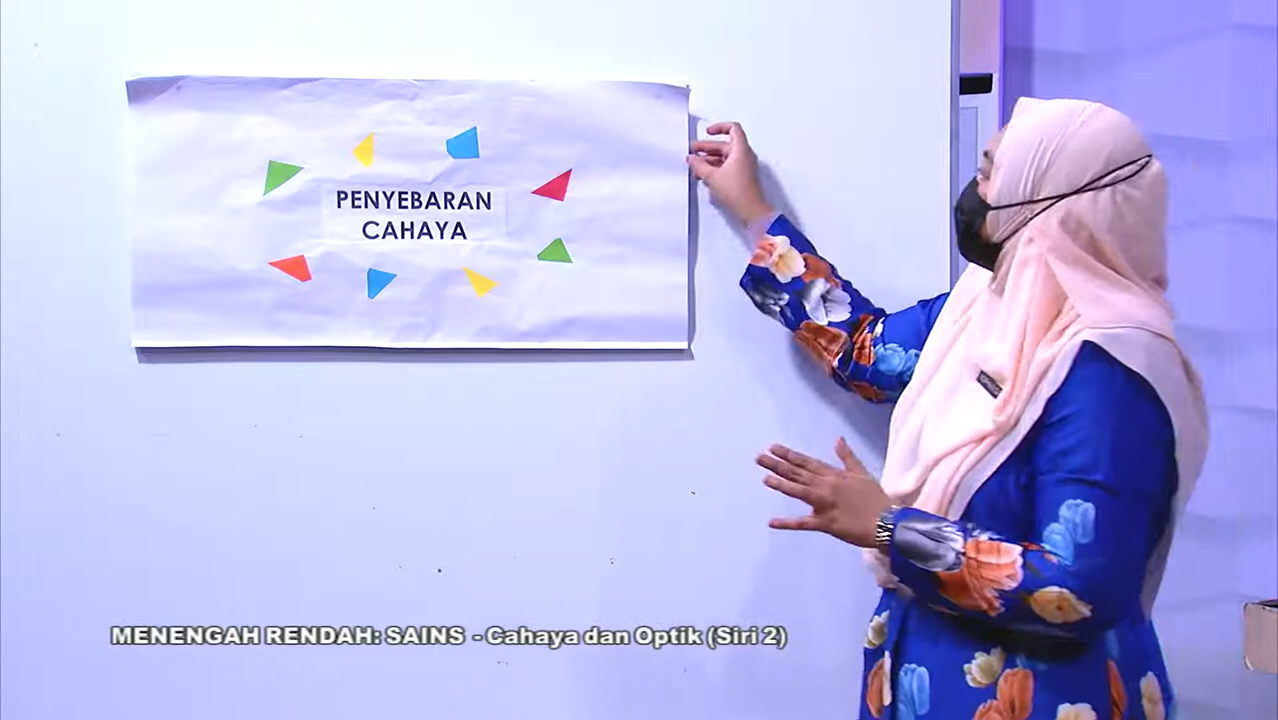 PENYEBARAN
CAHAYA
MENENGAH RENDAH: SAINS - Cahaya dan Optik (Siri 2)